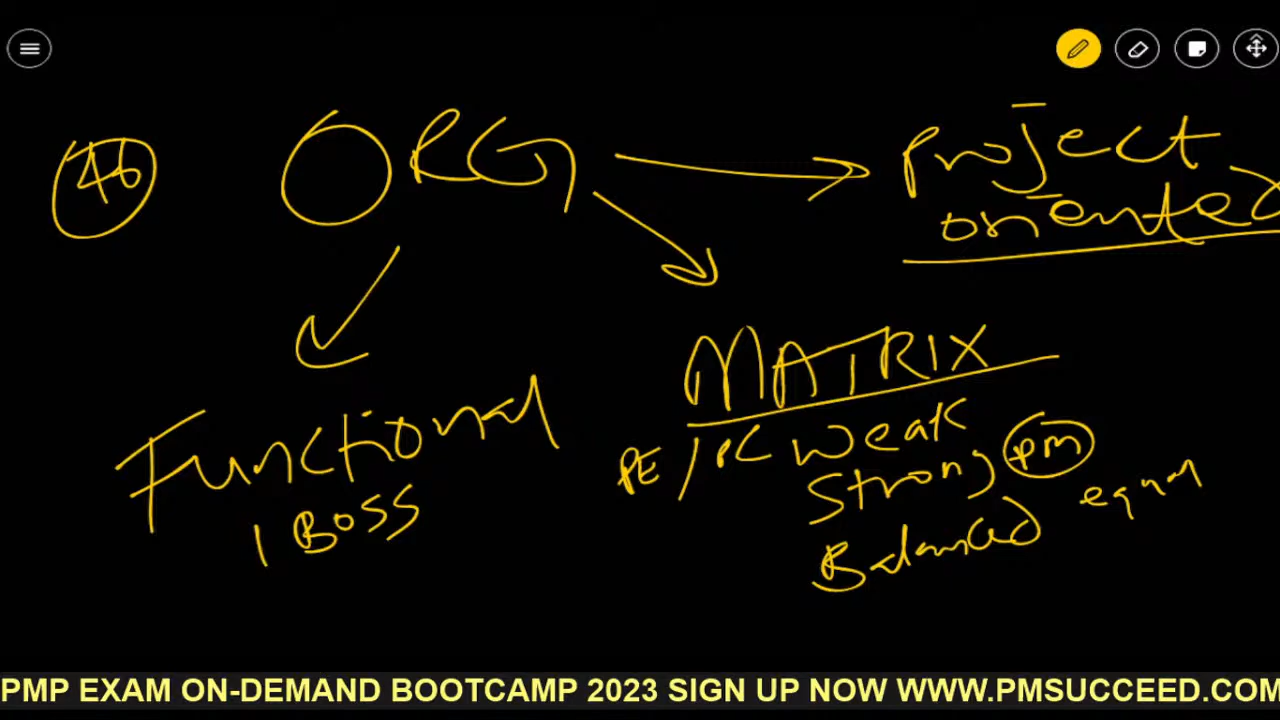 46
ORG
Project
oriented
MATRIX
PE/PC weak
Strong pm
Balanced equal
Functional
1 Boss
PMP EXAM ON-DEMAND BOOTCAMP 2023 SIGN UP NOW WWW.PMSUCCEED.COM